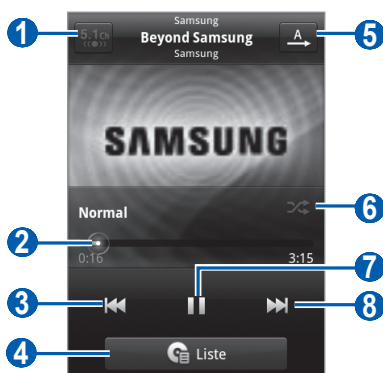 Samsung
Beyond Samsung
Samsung
1
5.1ch
A
5
SAMSUNG
Normal
6
2
0:16
3:15
7
3
8
4
Liste